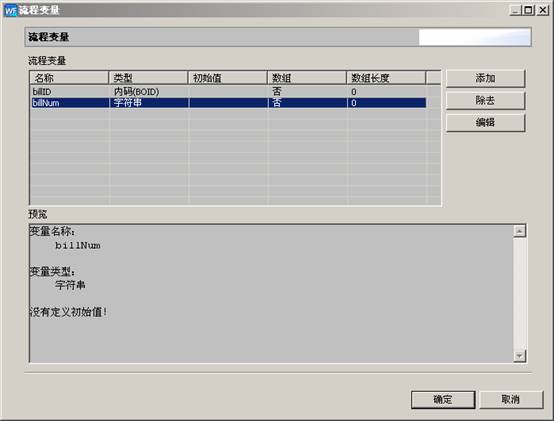 WF 流程变量
流程变量
流程变量
名称 类型 初始值 数组 数组长度
billID 内码(BOID) 否 0
billNum 字符串 否 0
添加
除去
编辑
预览
变量名称:
billNum
变量类型:
字符串
没有定义初始值!
确定 取消